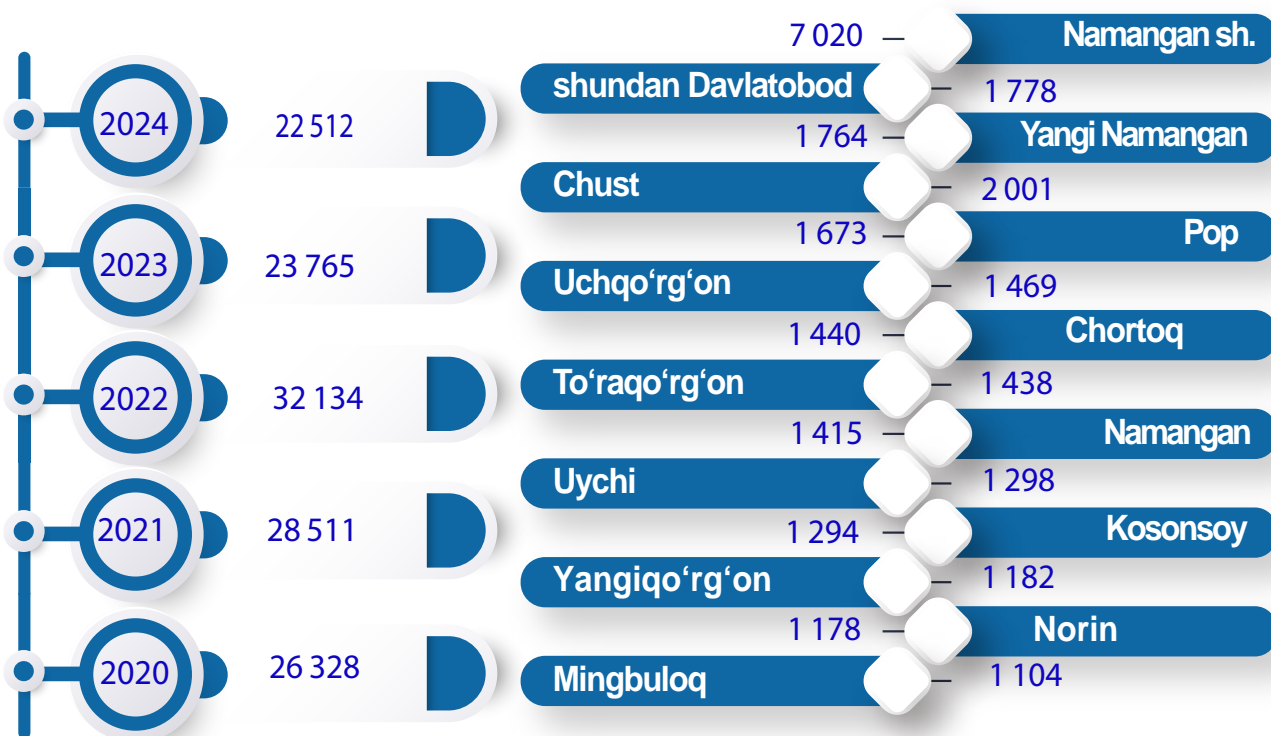 2024
22 512
2023
23 765
2022
32 134
2021
28 511
2020
26 328
7 020
Namangan sh.
shundan Davlatobod
1 778
1 764
Yangi Namangan
Chust
2 001
1 673
Pop
Uchqo‘rg‘on
1 469
1 440
Chortoq
To‘raqo‘rg‘on
1 438
1 415
Namangan
Uychi
1 298
1 294
Kosonsoy
Yangiqo‘rg‘on
1 182
1 178
Norin
Mingbuloq
1 104